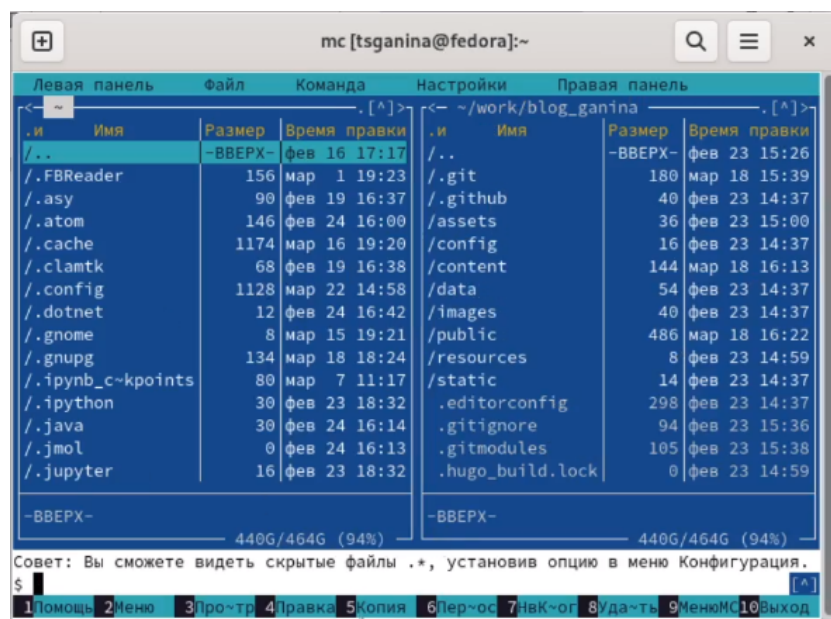 mc [tsganina@fedora]:~
Левая панель Файл Команда Настройки Правая панель
<— ~ .[^]>
.и Имя Размер Время правки
/.. -ВВЕРХ- фев 16 17:17
/.FBReader 156 мар 1 19:23
/.asy 90 фев 19 16:37
/.atom 146 фев 24 16:00
/.cache 1174 мар 16 19:20
/.clamtk 68 фев 19 16:38
/.config 1128 мар 22 14:58
/.dotnet 12 фев 24 16:42
/.gnome 8 мар 15 19:21
/.gnupg 134 мар 18 18:24
/.ipynb_c~kpoints 80 мар 7 11:17
/.ipython 30 фев 23 18:32
/.java 30 фев 24 16:14
/.jmol 0 фев 24 16:13
/.jupyter 16 фев 23 18:32
-ВВЕРХ-
440G/464G (94%)
<— ~/work/blog_ganina .[^]>
.и Имя Размер Время правки
/.. -ВВЕРХ- фев 23 15:26
/.git 180 мар 18 15:39
/.github 40 фев 23 14:37
/assets 36 фев 23 15:00
/config 16 фев 23 14:37
/content 144 мар 18 16:13
/data 54 фев 23 14:37
/images 40 фев 23 14:37
/public 486 мар 18 16:22
/resources 8 фев 23 14:59
/static 14 фев 23 14:37
.editorconfig 298 фев 23 14:37
.gitignore 94 фев 23 15:36
.gitmodules 105 фев 23 15:38
.hugo_build.lock 0 фев 23 14:59
-ВВЕРХ-
440G/464G (94%)
Совет: Вы сможете видеть скрытые файлы .*, установив опцию в меню Конфигурация.
$ [^]
1Помощь 2Меню 3Про~тр 4Правка 5Копия 6Пер~ос 7НвК~ог 8Уда~ть 9МенюМС 10Выход